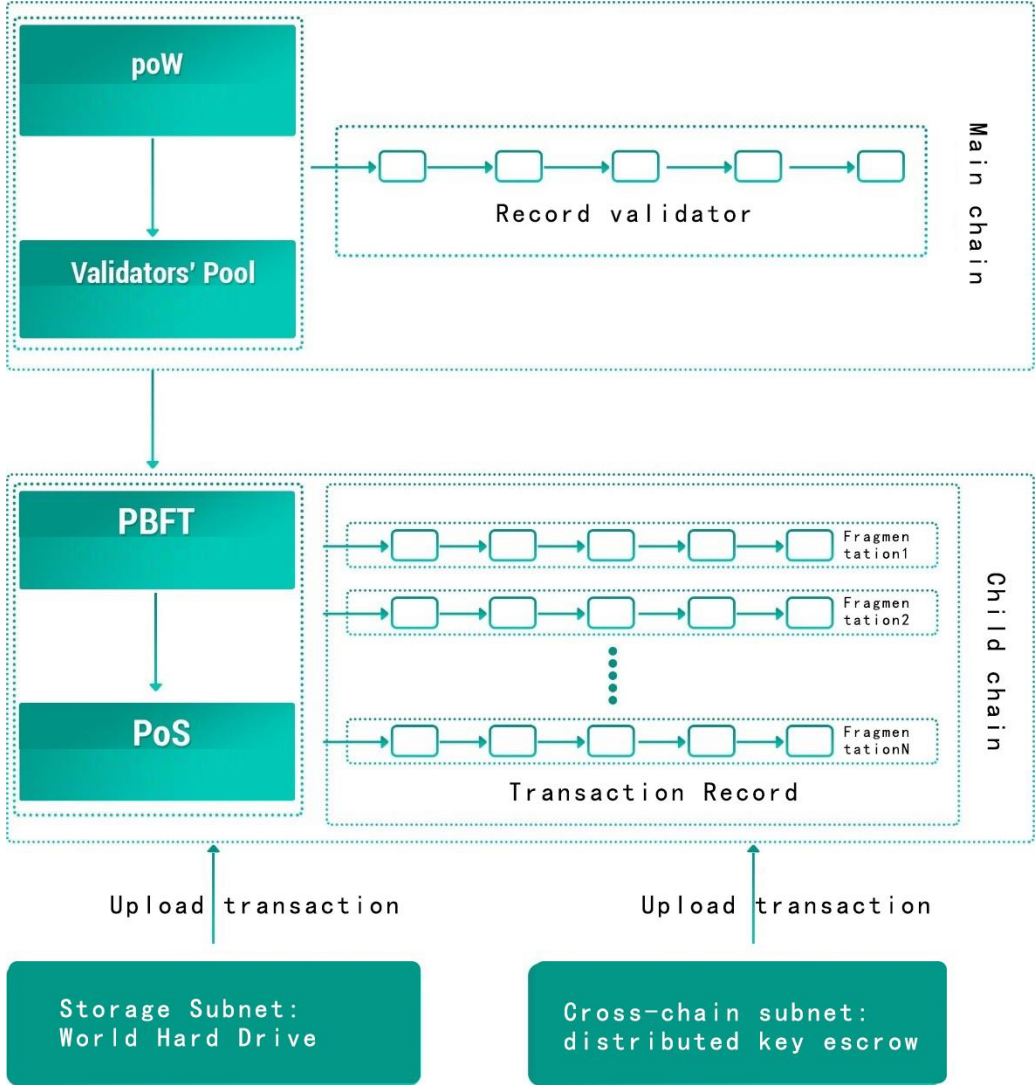 poW
Validators' Pool
Record validator
Main chain
PBFT
PoS
Fragmen
tation1
Fragmen
tation2
Fragmen
tationN
Transaction Record
Child chain
Upload transaction
Upload transaction
Storage Subnet:
World Hard Drive
Cross-chain subnet:
distributed key escrow